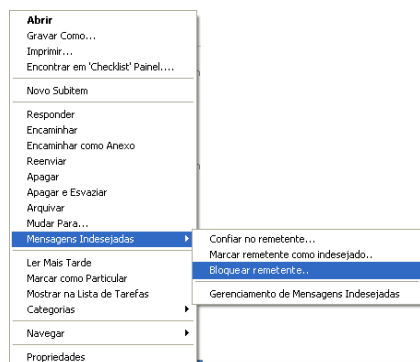 Abrir
Gravar Como...
Imprimir...
Encontrar em 'Checklist' Painel....
Novo Subitem
Responder
Encaminhar
Encaminhar como Anexo
Reenviar
Apagar
Apagar e Esvaziar
Arquivar
Mudar Para...
Mensagens Indesejadas
Ler Mais Tarde
Marcar como Particular
Mostrar na Lista de Tarefas
Categorias
Navegar
Propriedades
Confiar no remetente...
Marcar remetente como indesejado..
Bloquear remetente..
Gerenciamento de Mensagens Indesejadas